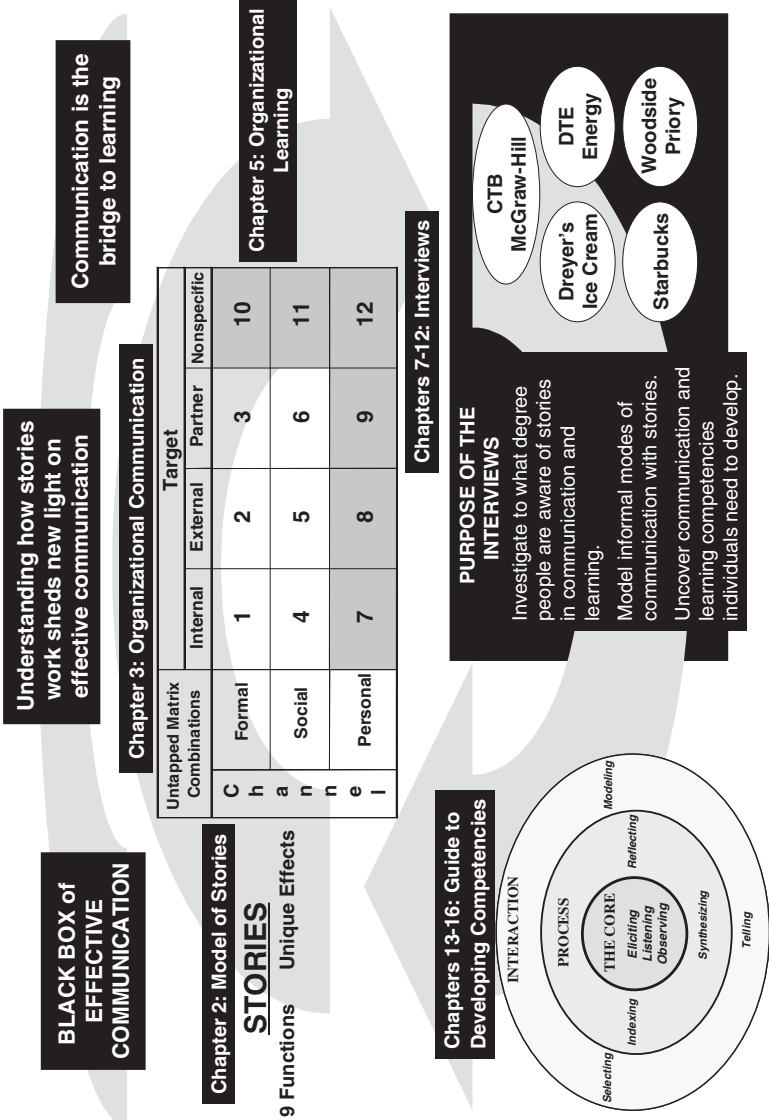 BLACK BOX of
EFFECTIVE
COMMUNICATION
Understanding how stories
work sheds new light on
effective communication
Communication is the
bridge to learning
Chapter 2: Model of Stories
STORIES
9 Functions Unique Effects
Chapter 3: Organizational Communication
Untapped Matrix
Combinations
Target
Internal External Partner Nonspecific
Channel
Formal 1 2 3 10
Social 4 5 6 11
Personal 7 8 9 12
Chapter 5: Organizational
Learning
Chapters 13-16: Guide to
Developing Competencies
INTERACTION
PROCESS
THE CORE
Eliciting
Listening
Observing
Indexing
Reflecting
Synthesizing
Selecting
Modeling
Telling
Chapters 7-12: Interviews
PURPOSE OF THE
INTERVIEWS
Investigate to what degree
people are aware of stories
in communication and
learning.
Model informal modes of
communication with stories.
Uncover communication and
learning competencies
individuals need to develop.
CTB
McGraw-Hill
Dreyer's
Ice Cream
DTE
Energy
Starbucks
Woodside
Priory